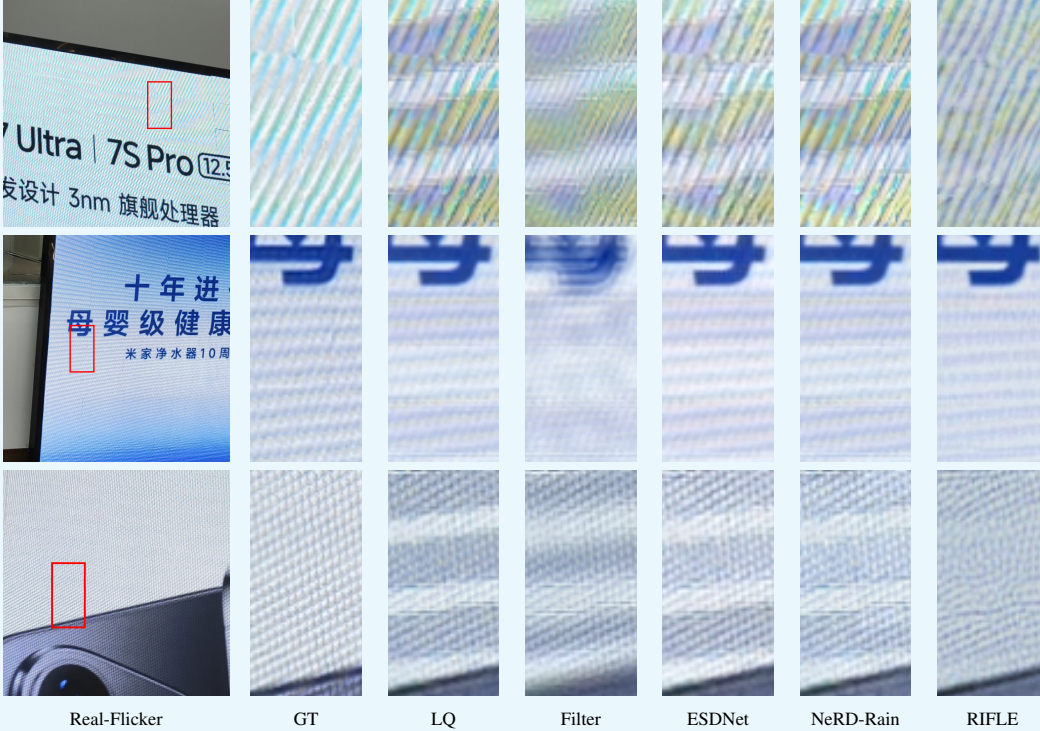 7 Ultra | 7S Pro 12.5
发设计 3nm 旗舰处理器
十年进
母婴级健康
米家净水器10周
Real-Flicker GT LQ Filter ESDNet NeRD-Rain RIFLE